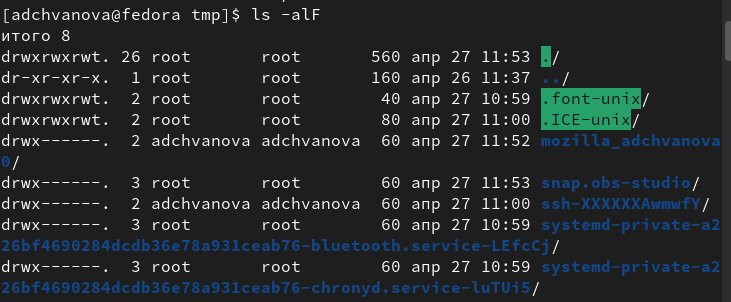 [adchvanova@fedora tmp]$ ls -alF
итого 8
drwxrwxrwt. 26 root       root       560 апр 27 11:53 ./
dr-xr-xr-x.  1 root       root       160 апр 26 11:37 ../
drwxrwxrwt.  2 root       root        40 апр 27 10:59 .font-unix/
drwxrwxrwt.  2 root       root        80 апр 27 11:00 .ICE-unix/
drwx------.  2 adchvanova adchvanova  60 апр 27 11:52 mozilla_adchvanova
0/
drwx------.  3 root       root        60 апр 27 11:53 snap.obs-studio/
drwx------.  2 adchvanova adchvanova  60 апр 27 11:00 ssh-XXXXXXAwmwfY/
drwx------.  3 root       root        60 апр 27 10:59 systemd-private-a2
26bf4690284dcdb36e78a931ceab76-bluetooth.service-LEfcCj/
drwx------.  3 root       root        60 апр 27 10:59 systemd-private-a2
26bf4690284dcdb36e78a931ceab76-chronyd.service-luTUi5/